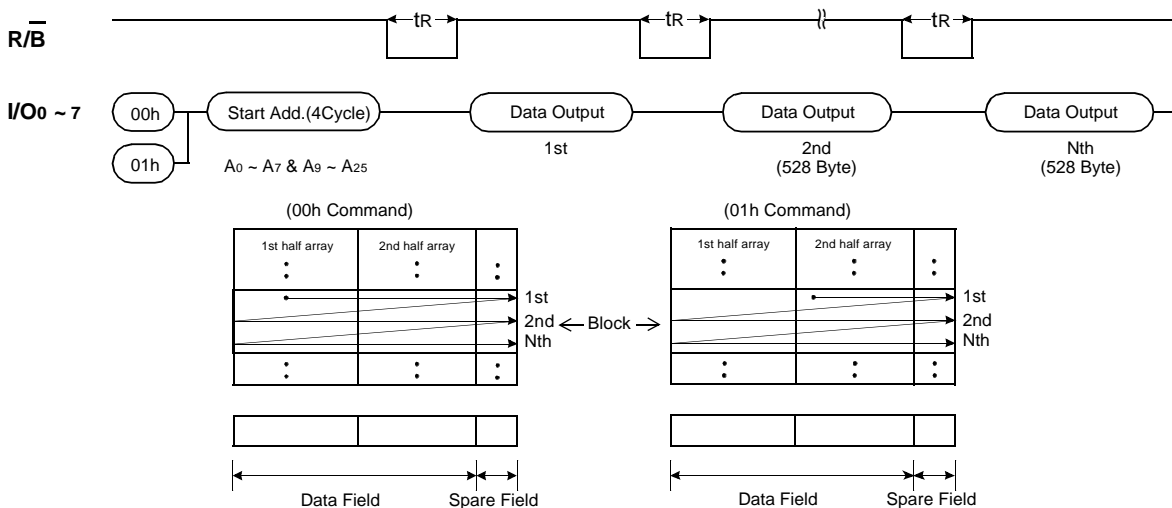 R/B
tR tR tR
I/O0 ~ 7 00h Start Add.(4Cycle) Data Output Data Output Data Output
01h A0 ~ A7 & A9 ~ A25 1st 2nd Nth
(528 Byte) (528 Byte)
(00h Command) (01h Command)
1st half array 2nd half array 1st half array 2nd half array
1st 1st
2nd Block 2nd
Nth Nth
Data Field Spare Field Data Field Spare Field